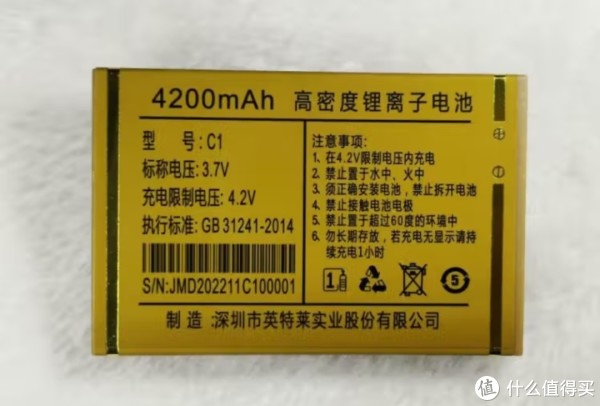 4200mAh 高密度锂离子电池
型 号: C1
标称电压: 3.7V
充电限制电压: 4.2V
执行标准: GB 31241-2014
S/N:JMD202211C100001
注意事项:
1. 在4.2V限制电压内充电
2. 禁止置于水中、火中
3. 须正确安装电池，禁止拆开电池
4. 禁止接触电池电极
5. 禁止置于超过60度的环境中
6. 勿长期存放，若充电无显示请持
续充电1小时
1
5
制造:深圳市英特莱实业股份有限公司
⊖ ⊕
值 什么值得买